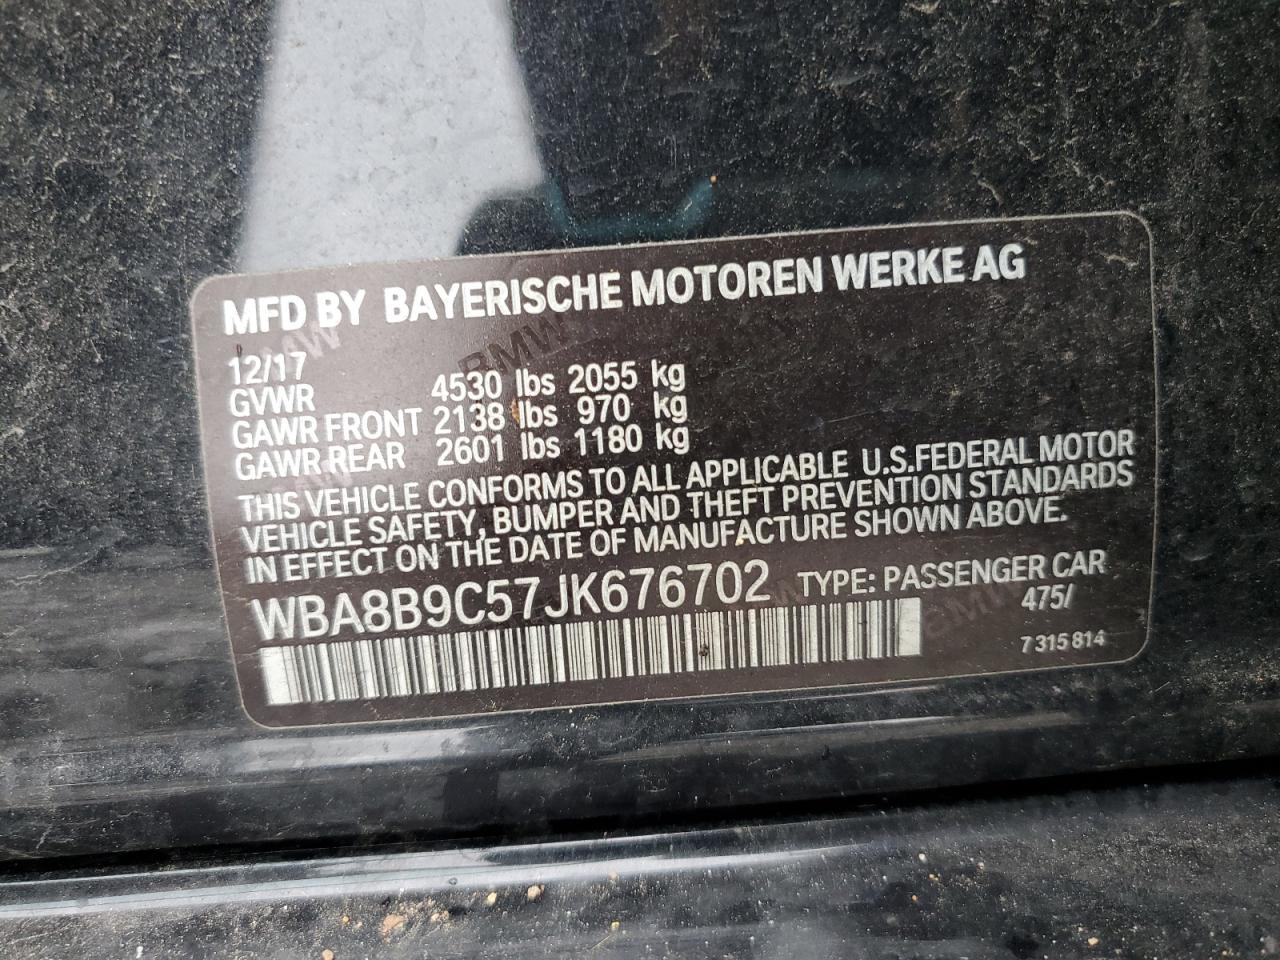 MFD BY BAYERISCHE MOTOREN WERKE AG
12/17
GVWR 4530 lbs 2055 kg
GAWR FRONT 2138 lbs 970 kg
GAWR REAR 2601 lbs 1180 kg
THIS VEHICLE CONFORMS TO ALL APPLICABLE U.S.FEDERAL MOTOR
VEHICLE SAFETY, BUMPER AND THEFT PREVENTION STANDARDS
IN EFFECT ON THE DATE OF MANUFACTURE SHOWN ABOVE.
WBA8B9C57JK676702 TYPE: PASSENGER CAR
475/
7 315 814
BMW
BMW
BMW